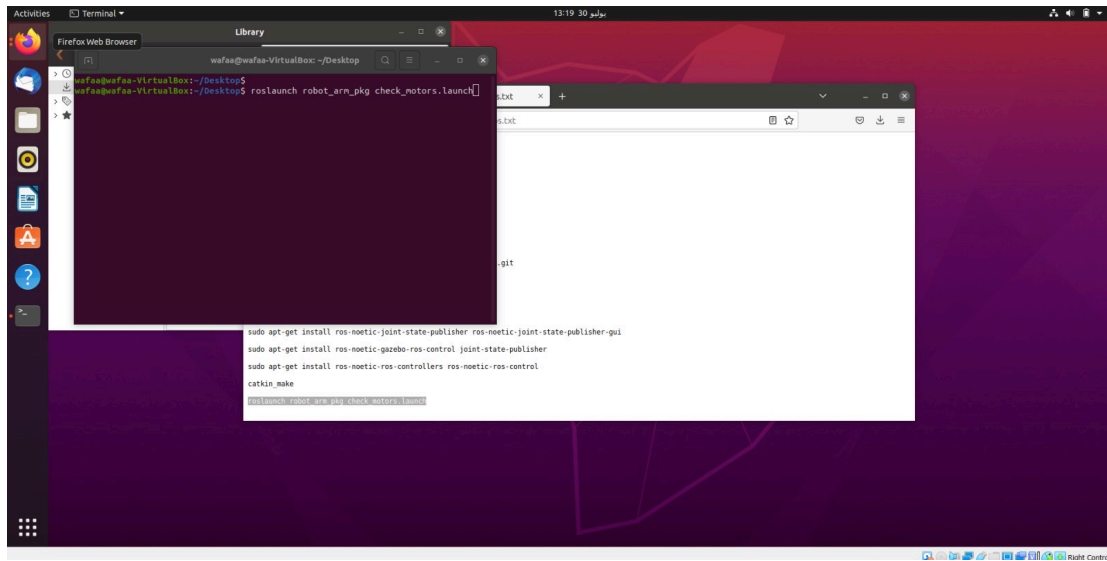 Activities
Terminal
13:19 30 يوليو
Firefox Web Browser
Library
wafaa@wafaa-VirtualBox: ~/Desktop
wafaa@wafaa-VirtualBox:~/Desktop$
wafaa@wafaa-VirtualBox:~/Desktop$ roslaunch robot_arm_pkg check_motors.launch
s.txt
s.txt
.git
sudo apt-get install ros-noetic-joint-state-publisher ros-noetic-joint-state-publisher-gui
sudo apt-get install ros-noetic-gazebo-ros-control joint-state-publisher
sudo apt-get install ros-noetic-ros-controllers ros-noetic-ros-control
catkin_make
roslaunch robot_arm_pkg check_motors.launch
Right Contr